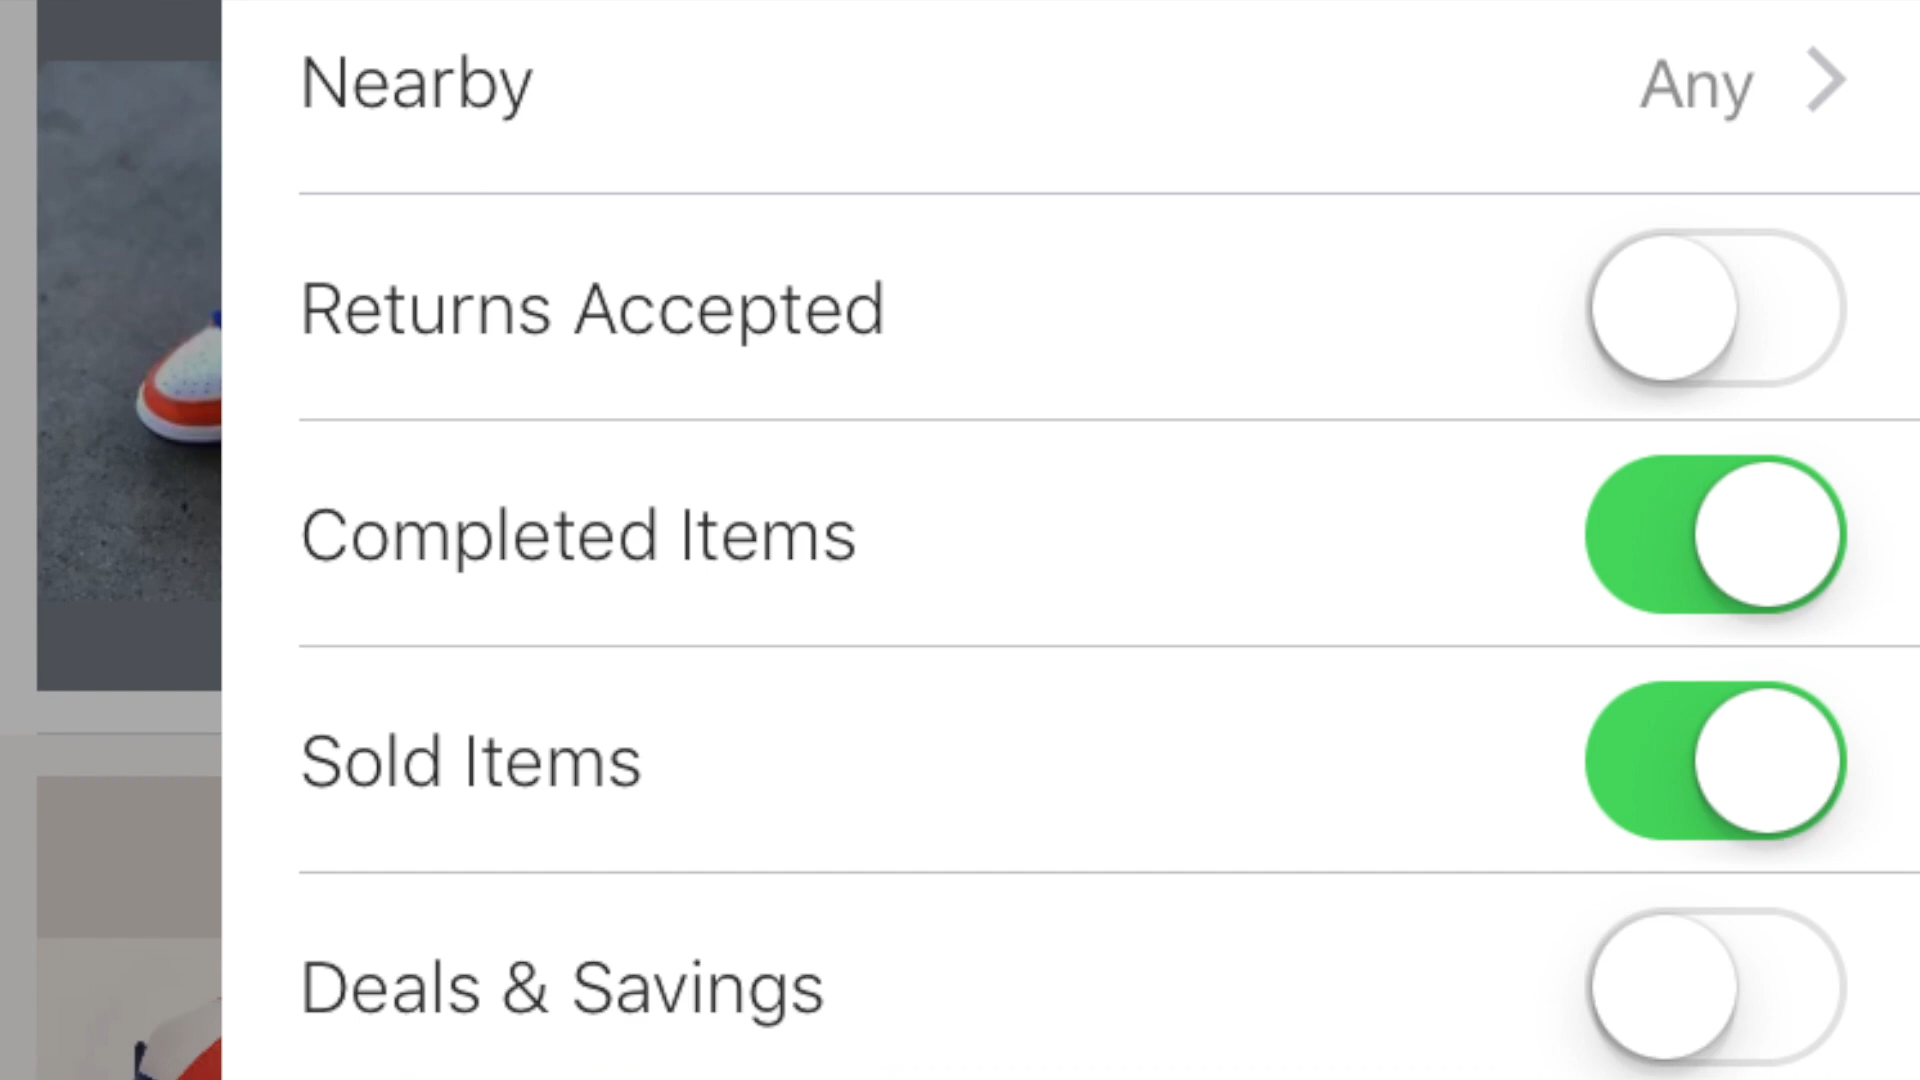 Nearby Any
Returns Accepted
Completed Items
Sold Items
Deals & Savings